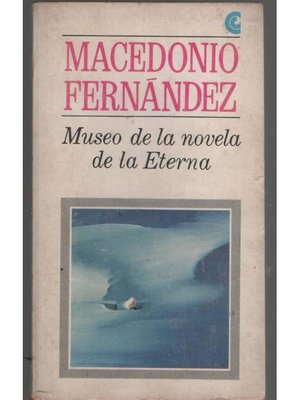 MACEDONIO
FERNÁNDEZ
Museo de la novela
de la Eterna